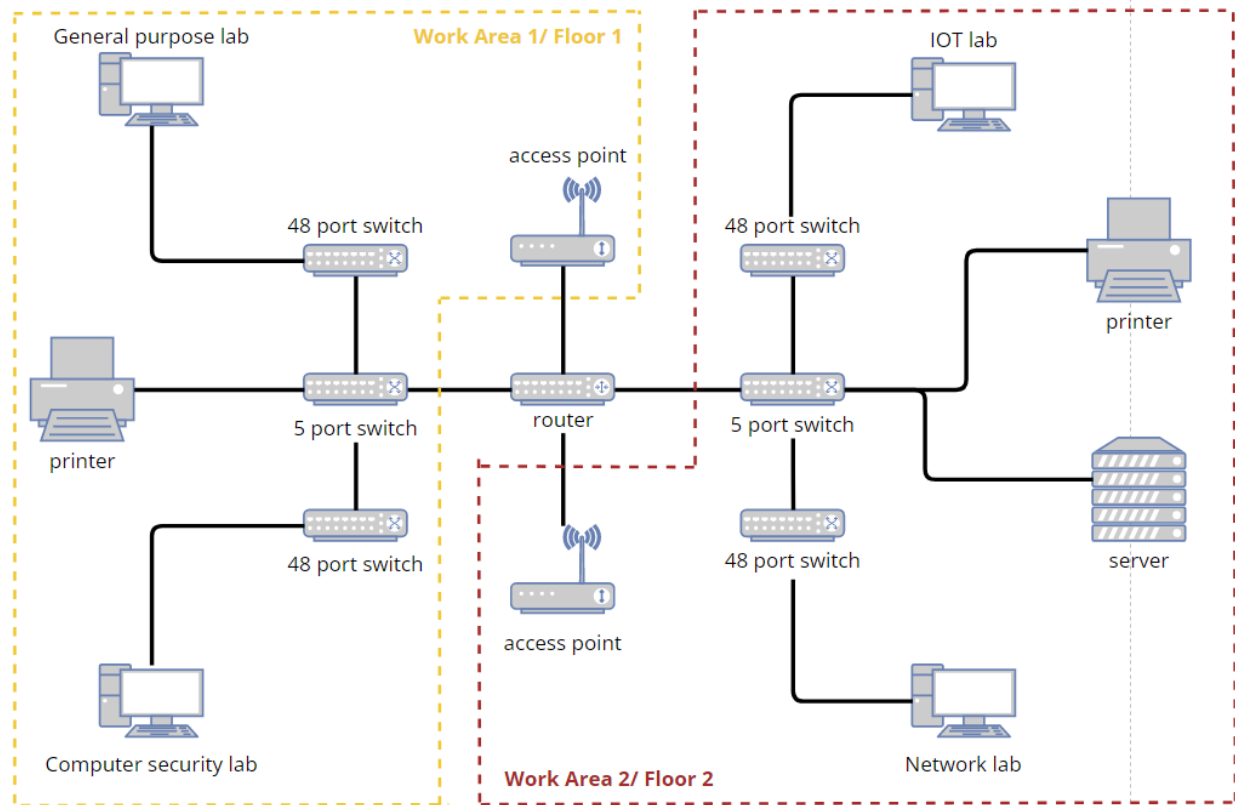 General purpose lab
Work Area 1/ Floor 1
IOT lab
access point
48 port switch
48 port switch
printer
5 port switch
router
5 port switch
printer
48 port switch
48 port switch
server
access point
Computer security lab
Work Area 2/ Floor 2
Network lab